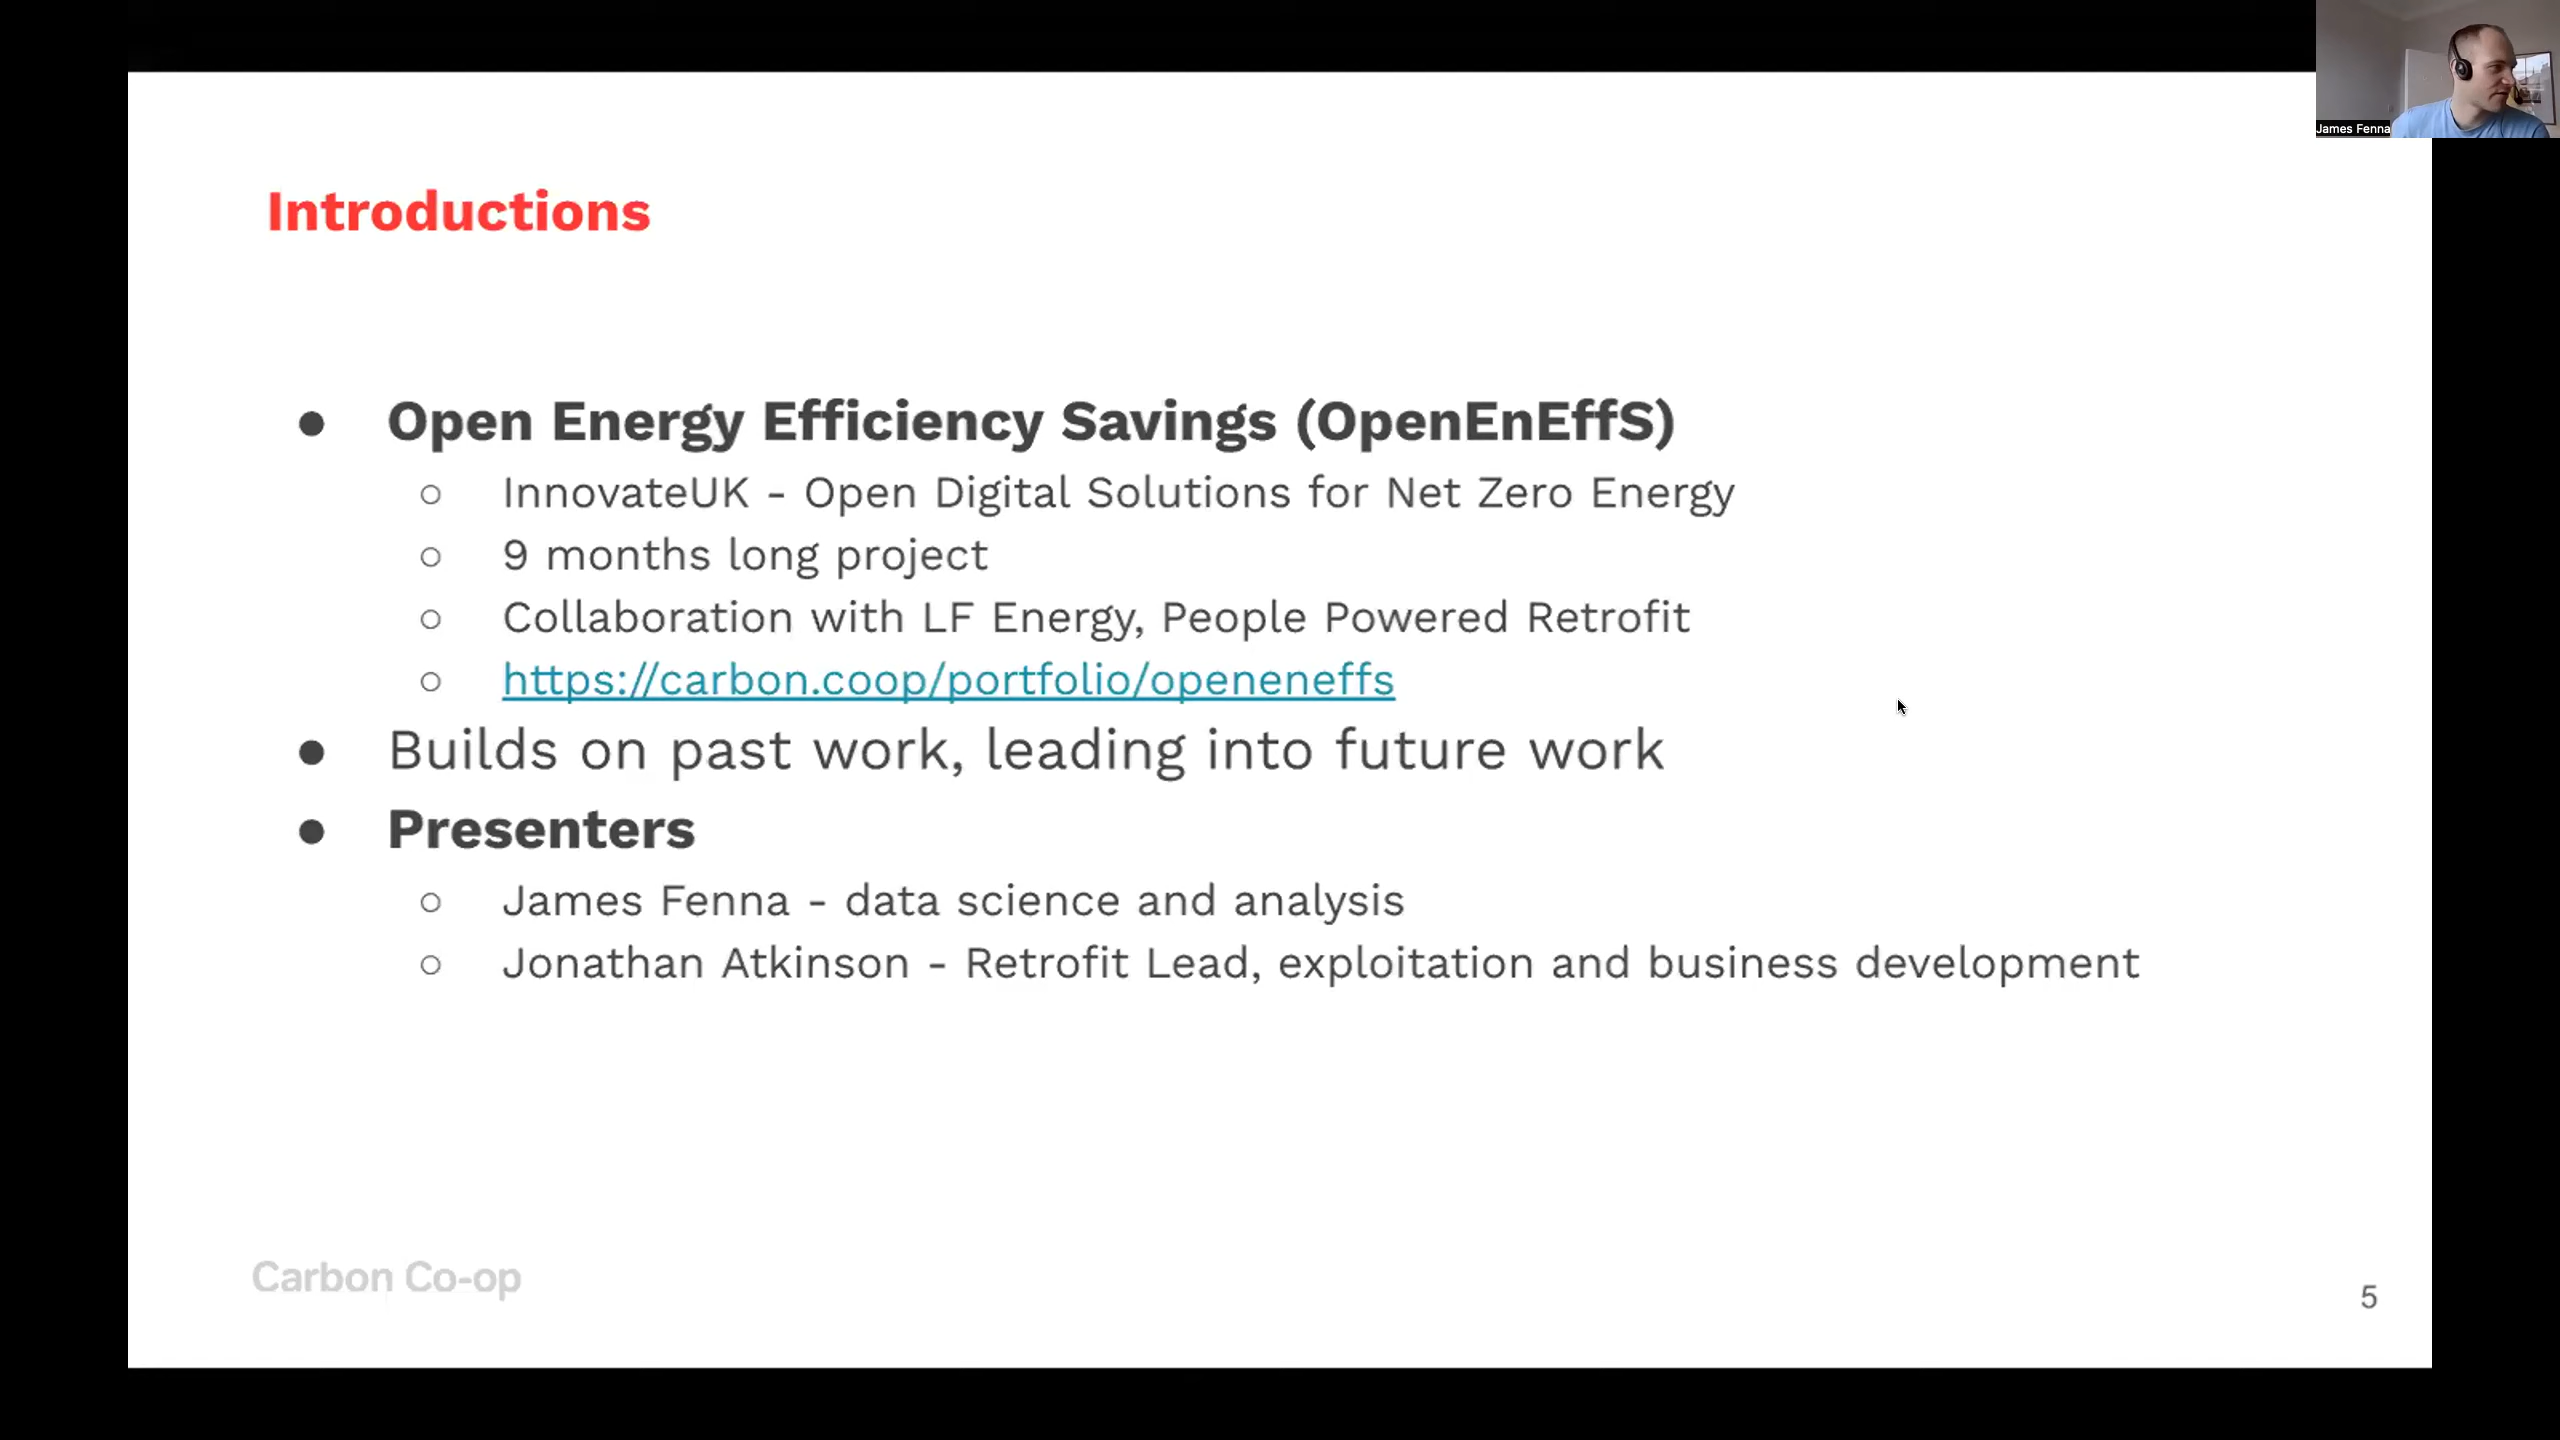 James Fenna
Introductions
● Open Energy Efficiency Savings (OpenEnEffS)
○ InnovateUK - Open Digital Solutions for Net Zero Energy
○ 9 months long project
○ Collaboration with LF Energy, People Powered Retrofit
○ https://carbon.coop/portfolio/openeneffs
● Builds on past work, leading into future work
● Presenters
○ James Fenna - data science and analysis
○ Jonathan Atkinson - Retrofit Lead, exploitation and business development
Carbon Co-op
5